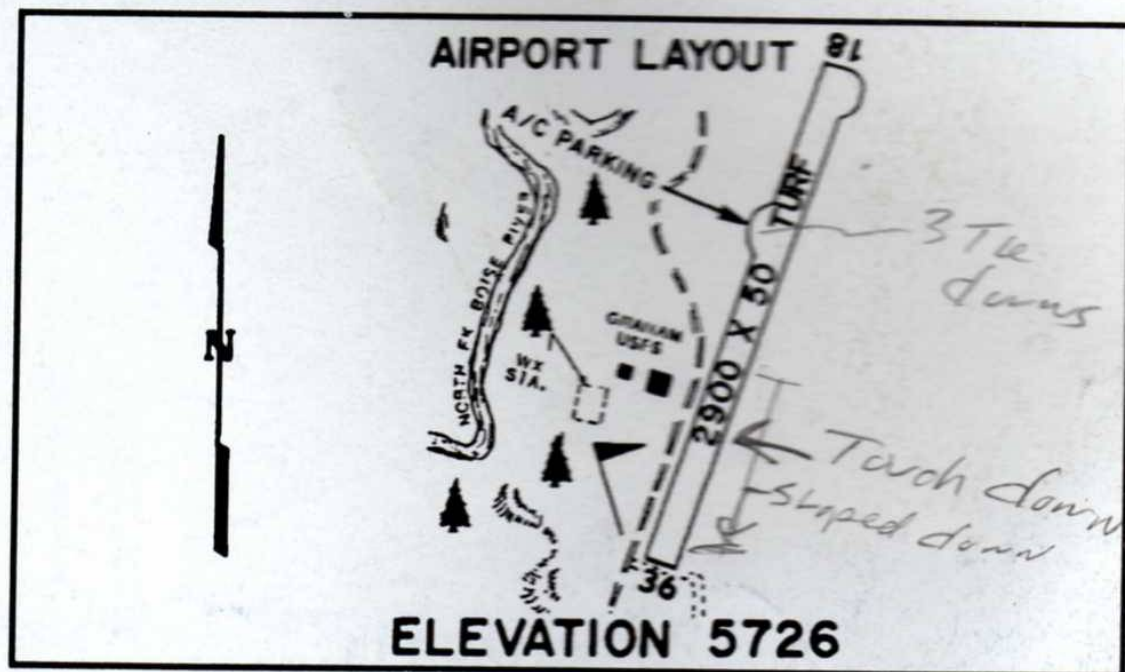 AIRPORT LAYOUT
18
A/C PARKING
TURF
3 Tie
downs
NORTH FK BOISE River
N
GRAHAM
USFS
WX
STA.
2900 X 50
Touch down
Sloped down
36
ELEVATION 5726